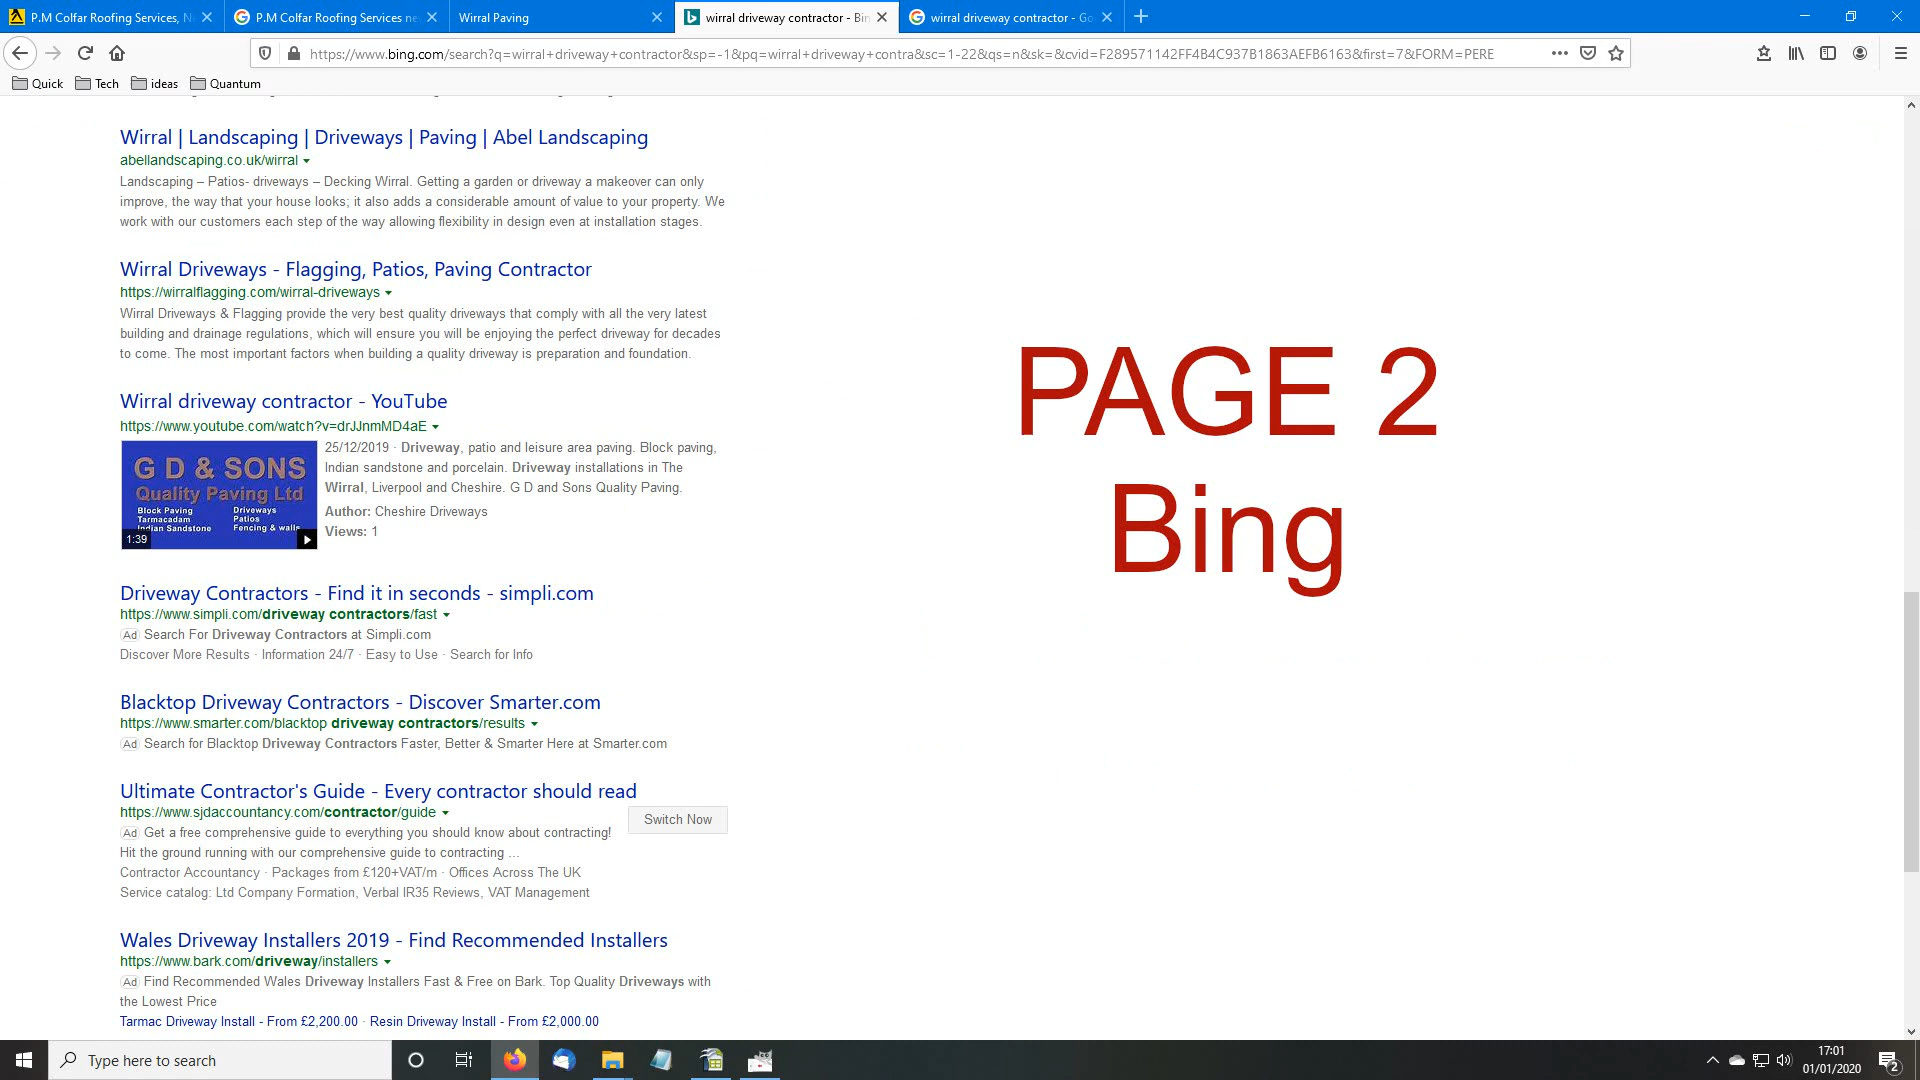 P.M Colfar Roofing Services, N
P.M Colfar Roofing Services ne
Wirral Paving
wirral driveway contractor - Bin
wirral driveway contractor - Go
https://www.bing.com/search?q=wirral+driveway+contractor&sp=-1&pq=wirral+driveway+contra&sc=1-22&qs=n&sk=&cvid=F289571142FF4B4C937B1863AEFB6163&first=7&FORM=PERE
Quick
Tech
ideas
Quantum
Wirral | Landscaping | Driveways | Paving | Abel Landscaping
abellandscaping.co.uk/wirral
Landscaping – Patios- driveways – Decking Wirral. Getting a garden or driveway a makeover can only
improve, the way that your house looks; it also adds a considerable amount of value to your property. We
work with our customers each step of the way allowing flexibility in design even at installation stages.
Wirral Driveways - Flagging, Patios, Paving Contractor
https://wirralflagging.com/wirral-driveways
Wirral Driveways & Flagging provide the very best quality driveways that comply with all the very latest
building and drainage regulations, which will ensure you will be enjoying the perfect driveway for decades
to come. The most important factors when building a quality driveway is preparation and foundation.
Wirral driveway contractor - YouTube
https://www.youtube.com/watch?v=drJJnmMD4aE
G D & SONS
Quality Paving Ltd
Block Paving
Driveways
Tarmacadam
Patios
Indian Sandstone
Fencing & walls
1:39
25/12/2019 · Driveway, patio and leisure area paving. Block paving,
Indian sandstone and porcelain. Driveway installations in The
Wirral, Liverpool and Cheshire. G D and Sons Quality Paving.
Author: Cheshire Driveways
Views: 1
Driveway Contractors - Find it in seconds - simpli.com
https://www.simpli.com/driveway contractors/fast
Ad Search For Driveway Contractors at Simpli.com
Discover More Results · Information 24/7 · Easy to Use · Search for Info
Blacktop Driveway Contractors - Discover Smarter.com
https://www.smarter.com/blacktop driveway contractors/results
Ad Search for Blacktop Driveway Contractors Faster, Better & Smarter Here at Smarter.com
Ultimate Contractor's Guide - Every contractor should read
https://www.sjdaccountancy.com/contractor/guide
Switch Now
Ad Get a free comprehensive guide to everything you should know about contracting!
Hit the ground running with our comprehensive guide to contracting ...
Contractor Accountancy · Packages from £120+VAT/m · Offices Across The UK
Service catalog: Ltd Company Formation, Verbal IR35 Reviews, VAT Management
Wales Driveway Installers 2019 - Find Recommended Installers
https://www.bark.com/driveway/installers
Ad Find Recommended Wales Driveway Installers Fast & Free on Bark. Top Quality Driveways with
the Lowest Price
Tarmac Driveway Install - From £2,200.00 · Resin Driveway Install - From £2,000.00
PAGE 2
Bing
Type here to search
17:01
01/01/2020
2